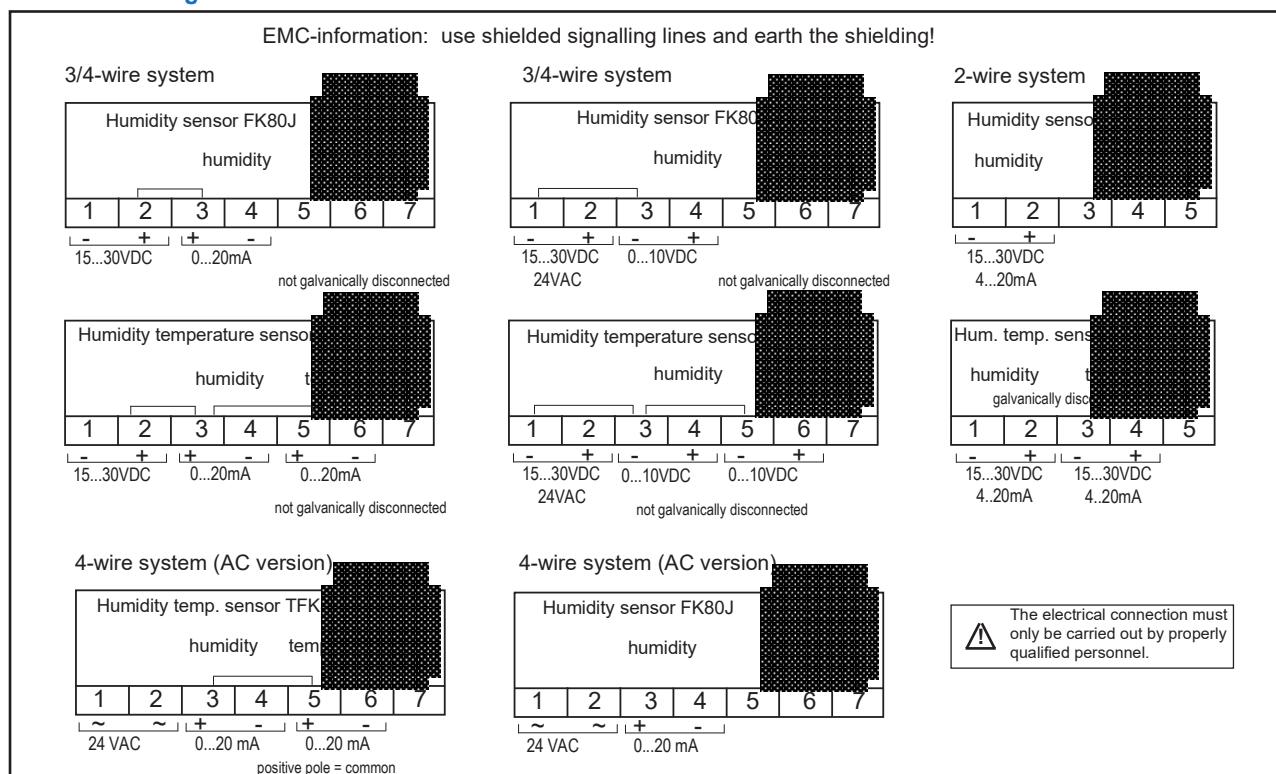 EMC-information: use shielded signalling lines and earth the shielding!
3/4-wire system
Humidity sensor FK80J
humidity
1 2 3 4 5 6 7
- + + -
15...30VDC 0...20mA
not galvanically disconnected
3/4-wire system
Humidity sensor
humidity
1 2 3 4 5 6 7
- + - +
15...30VDC 0...10VDC
24VAC
not galvanically disconnected
2-wire system
Humidity
humidity
1 2 3 4 5
- +
15...30VDC
4...20mA
Humidity temperature sensor
humidity
1 2 3 4 5 6 7
- + + - + -
15...30VDC 0...20mA 0...20mA
not galvanically disconnected
Humidity temperature
humidity
1 2 3 4 5 6 7
- + - + - +
15...30VDC 0...10VDC 0...10VDC
24VAC
not galvanically disconnected
Hum. temp.
humidity
galvanically
1 2 3 4 5
- + - +
15...30VDC 15...30VDC
4..20mA 4..20mA
4-wire system (AC version)
Humidity temp. sensor
humidity
1 2 3 4 5 6 7
~ ~ + - + -
24 VAC 0...20 mA 0...20 mA
positive pole = common
4-wire system (AC version)
Humidity sensor FK80J
humidity
1 2 3 4 5 6 7
~ ~ + -
24 VAC 0...20 mA
The electrical connection must
only be carried out by properly
qualified personnel.